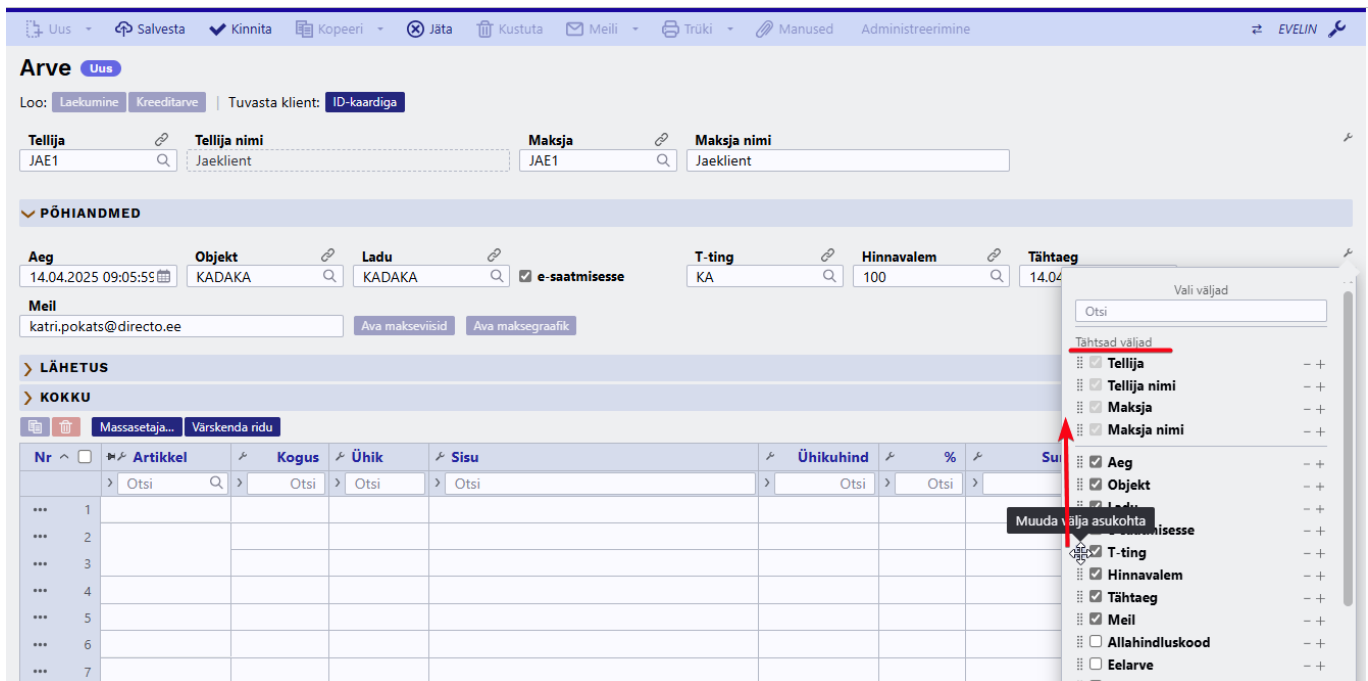 Uus Salvesta Kinnita Kopeeri Jäta Kustuta Meili Trüki Manused Administreerimine EVELIN
Arve Uus
Loo: Laekumine Kreeditarve | Tuvasta klient: ID-kaardiga
Tellija Tellija nimi Maksja Maksja nimi
JAE1 Jaeklient JAE1 Jaeklient
PÕHIANDMED
Aeg Objekt Ladu T-ting Hinnavalem Tähtaeg
14.04.2025 09:05:59 KADAKA KADAKA e-saatmisesse KA 100 14.04
Meil
katri.pokats@directo.ee Ava makseviisid Ava maksegraafik
LÄHETUS
KOKKU
Massasetaja... Värskenda ridu
Nr Artikkel Kogus Ühik Sisu Ühikuhind %
Otsi Otsi Otsi Otsi Otsi Otsi
1
2
3
4
5
6
7
Vali väljad
Otsi
Tähtsad väljad
Tellija
Tellija nimi
Maksja
Maksja nimi
Aeg
Objekt
Ladu
Muuda välja asukohta
T-ting
Hinnavalem
Tähtaeg
Meil
Allahindluskood
Eelarve